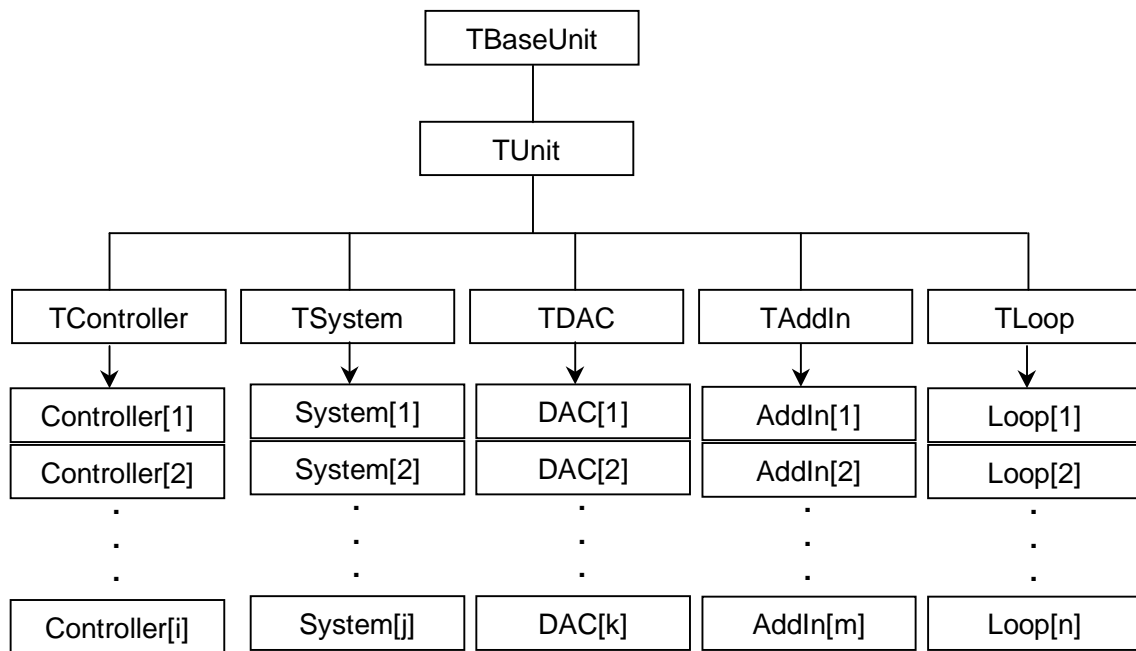 TBaseUnit
TUnit
TController TSystem TDAC TAddIn TLoop
Controller[1] System[1] DAC[1] AddIn[1] Loop[1]
Controller[2] System[2] DAC[2] AddIn[2] Loop[2]
. . . . .
. . . . .
. . . . .
Controller[i] System[j] DAC[k] AddIn[m] Loop[n]